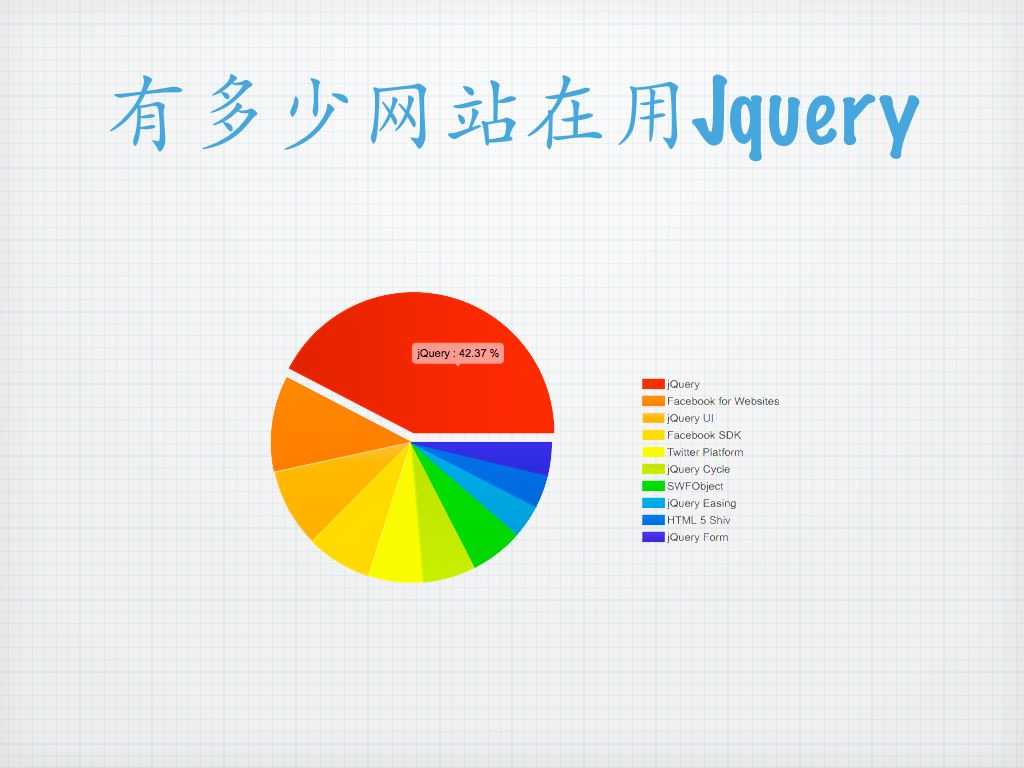 有多少网站在用Jquery
jQuery : 42.37 %
jQuery
Facebook for Websites
jQuery UI
Facebook SDK
Twitter Platform
jQuery Cycle
SWFObject
jQuery Easing
HTML 5 Shiv
jQuery Form